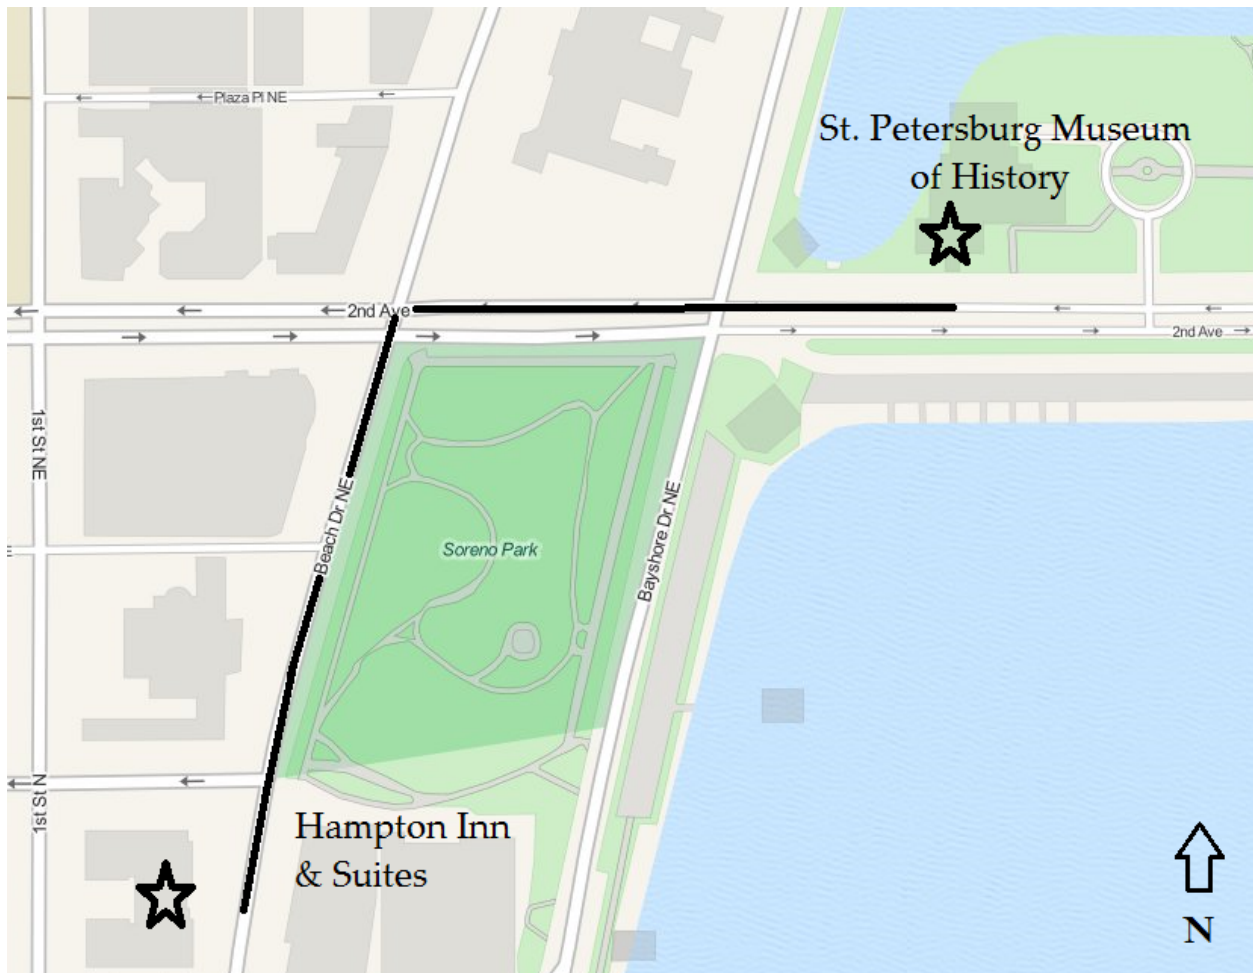 Plaza Pl NE
St. Petersburg Museum
of History
2nd Ave
2nd Ave
1st St NE
Beach Dr NE
Soreno Park
Bayshore Dr NE
1st St N
Hampton Inn
& Suites
N